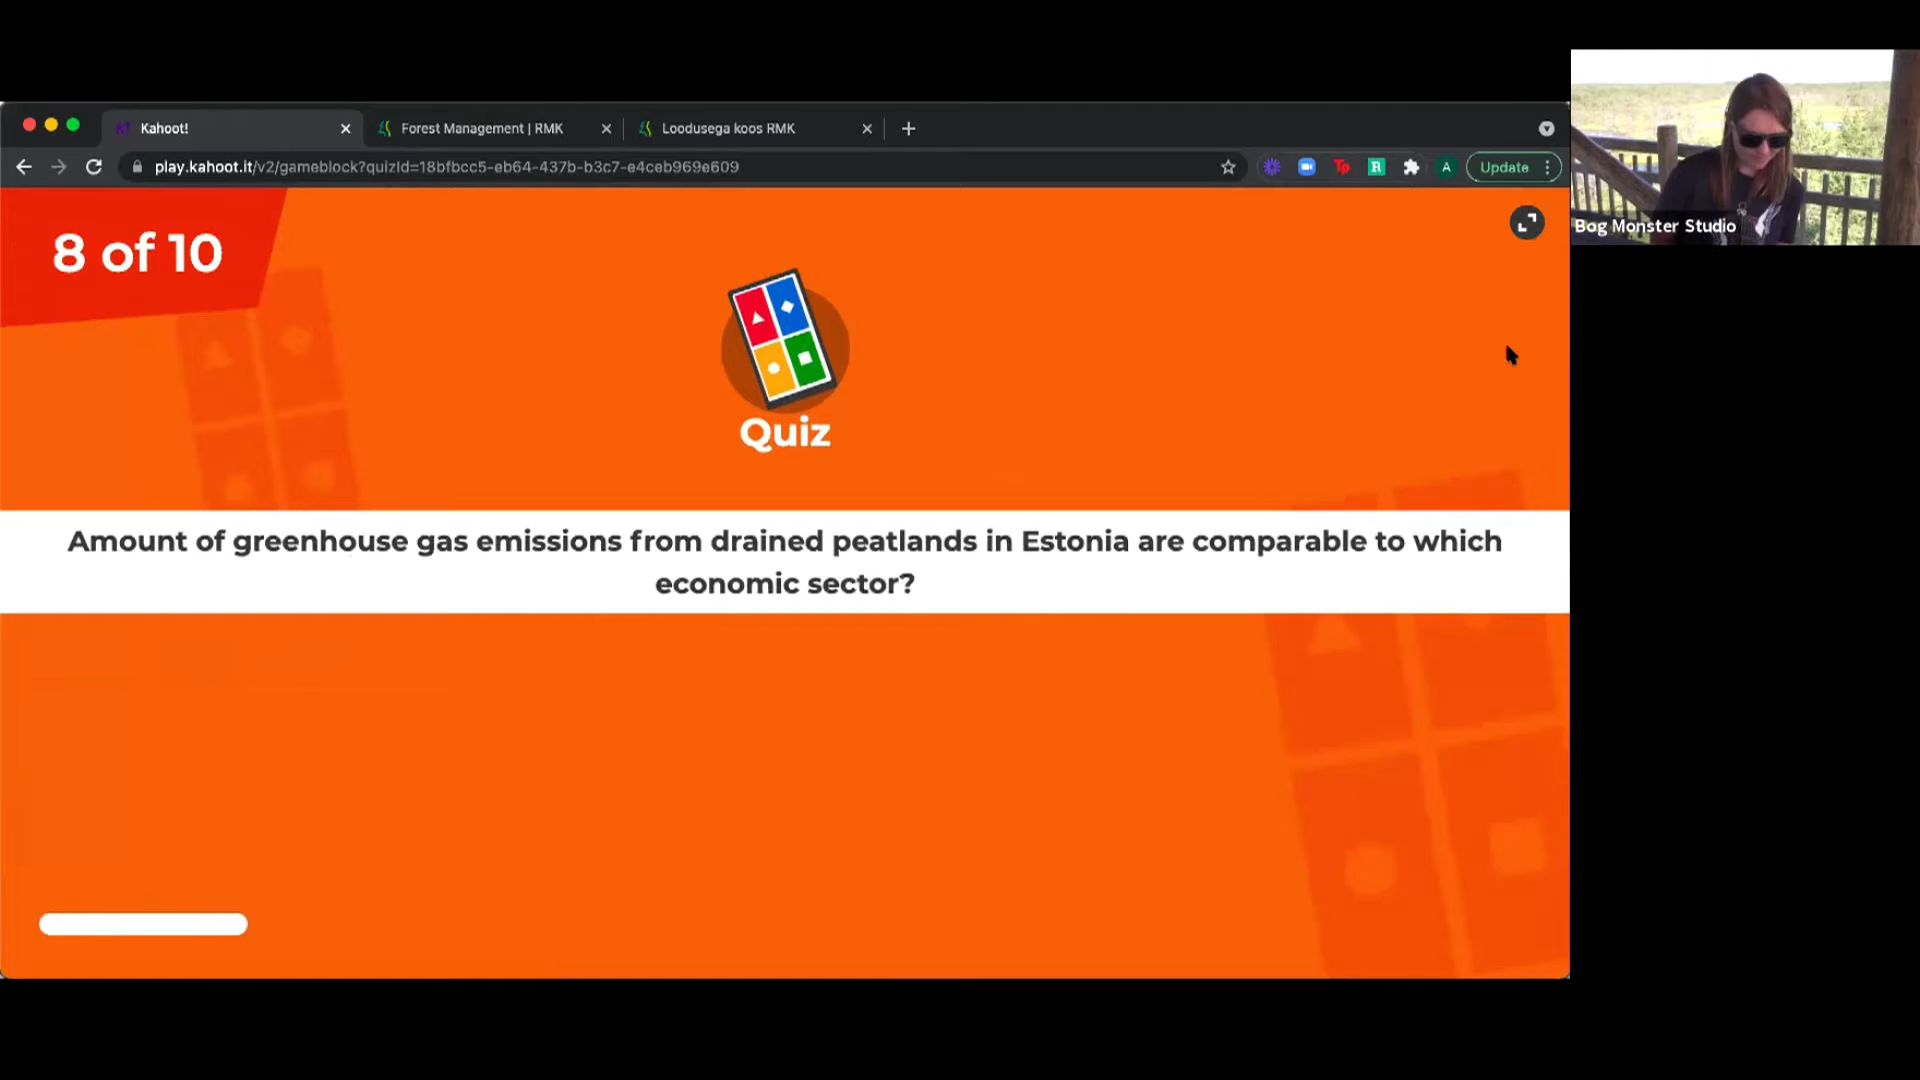 Kahoot!
Forest Management | RMK
Loodusega koos RMK
play.kahoot.it/v2/gameblock?quizId=18bfbcc5-eb64-437b-b3c7-e4ceb969e609
Tp
R
A
Update
Bog Monster Studio
8 of 10
Quiz
Amount of greenhouse gas emissions from drained peatlands in Estonia are comparable to which
economic sector?